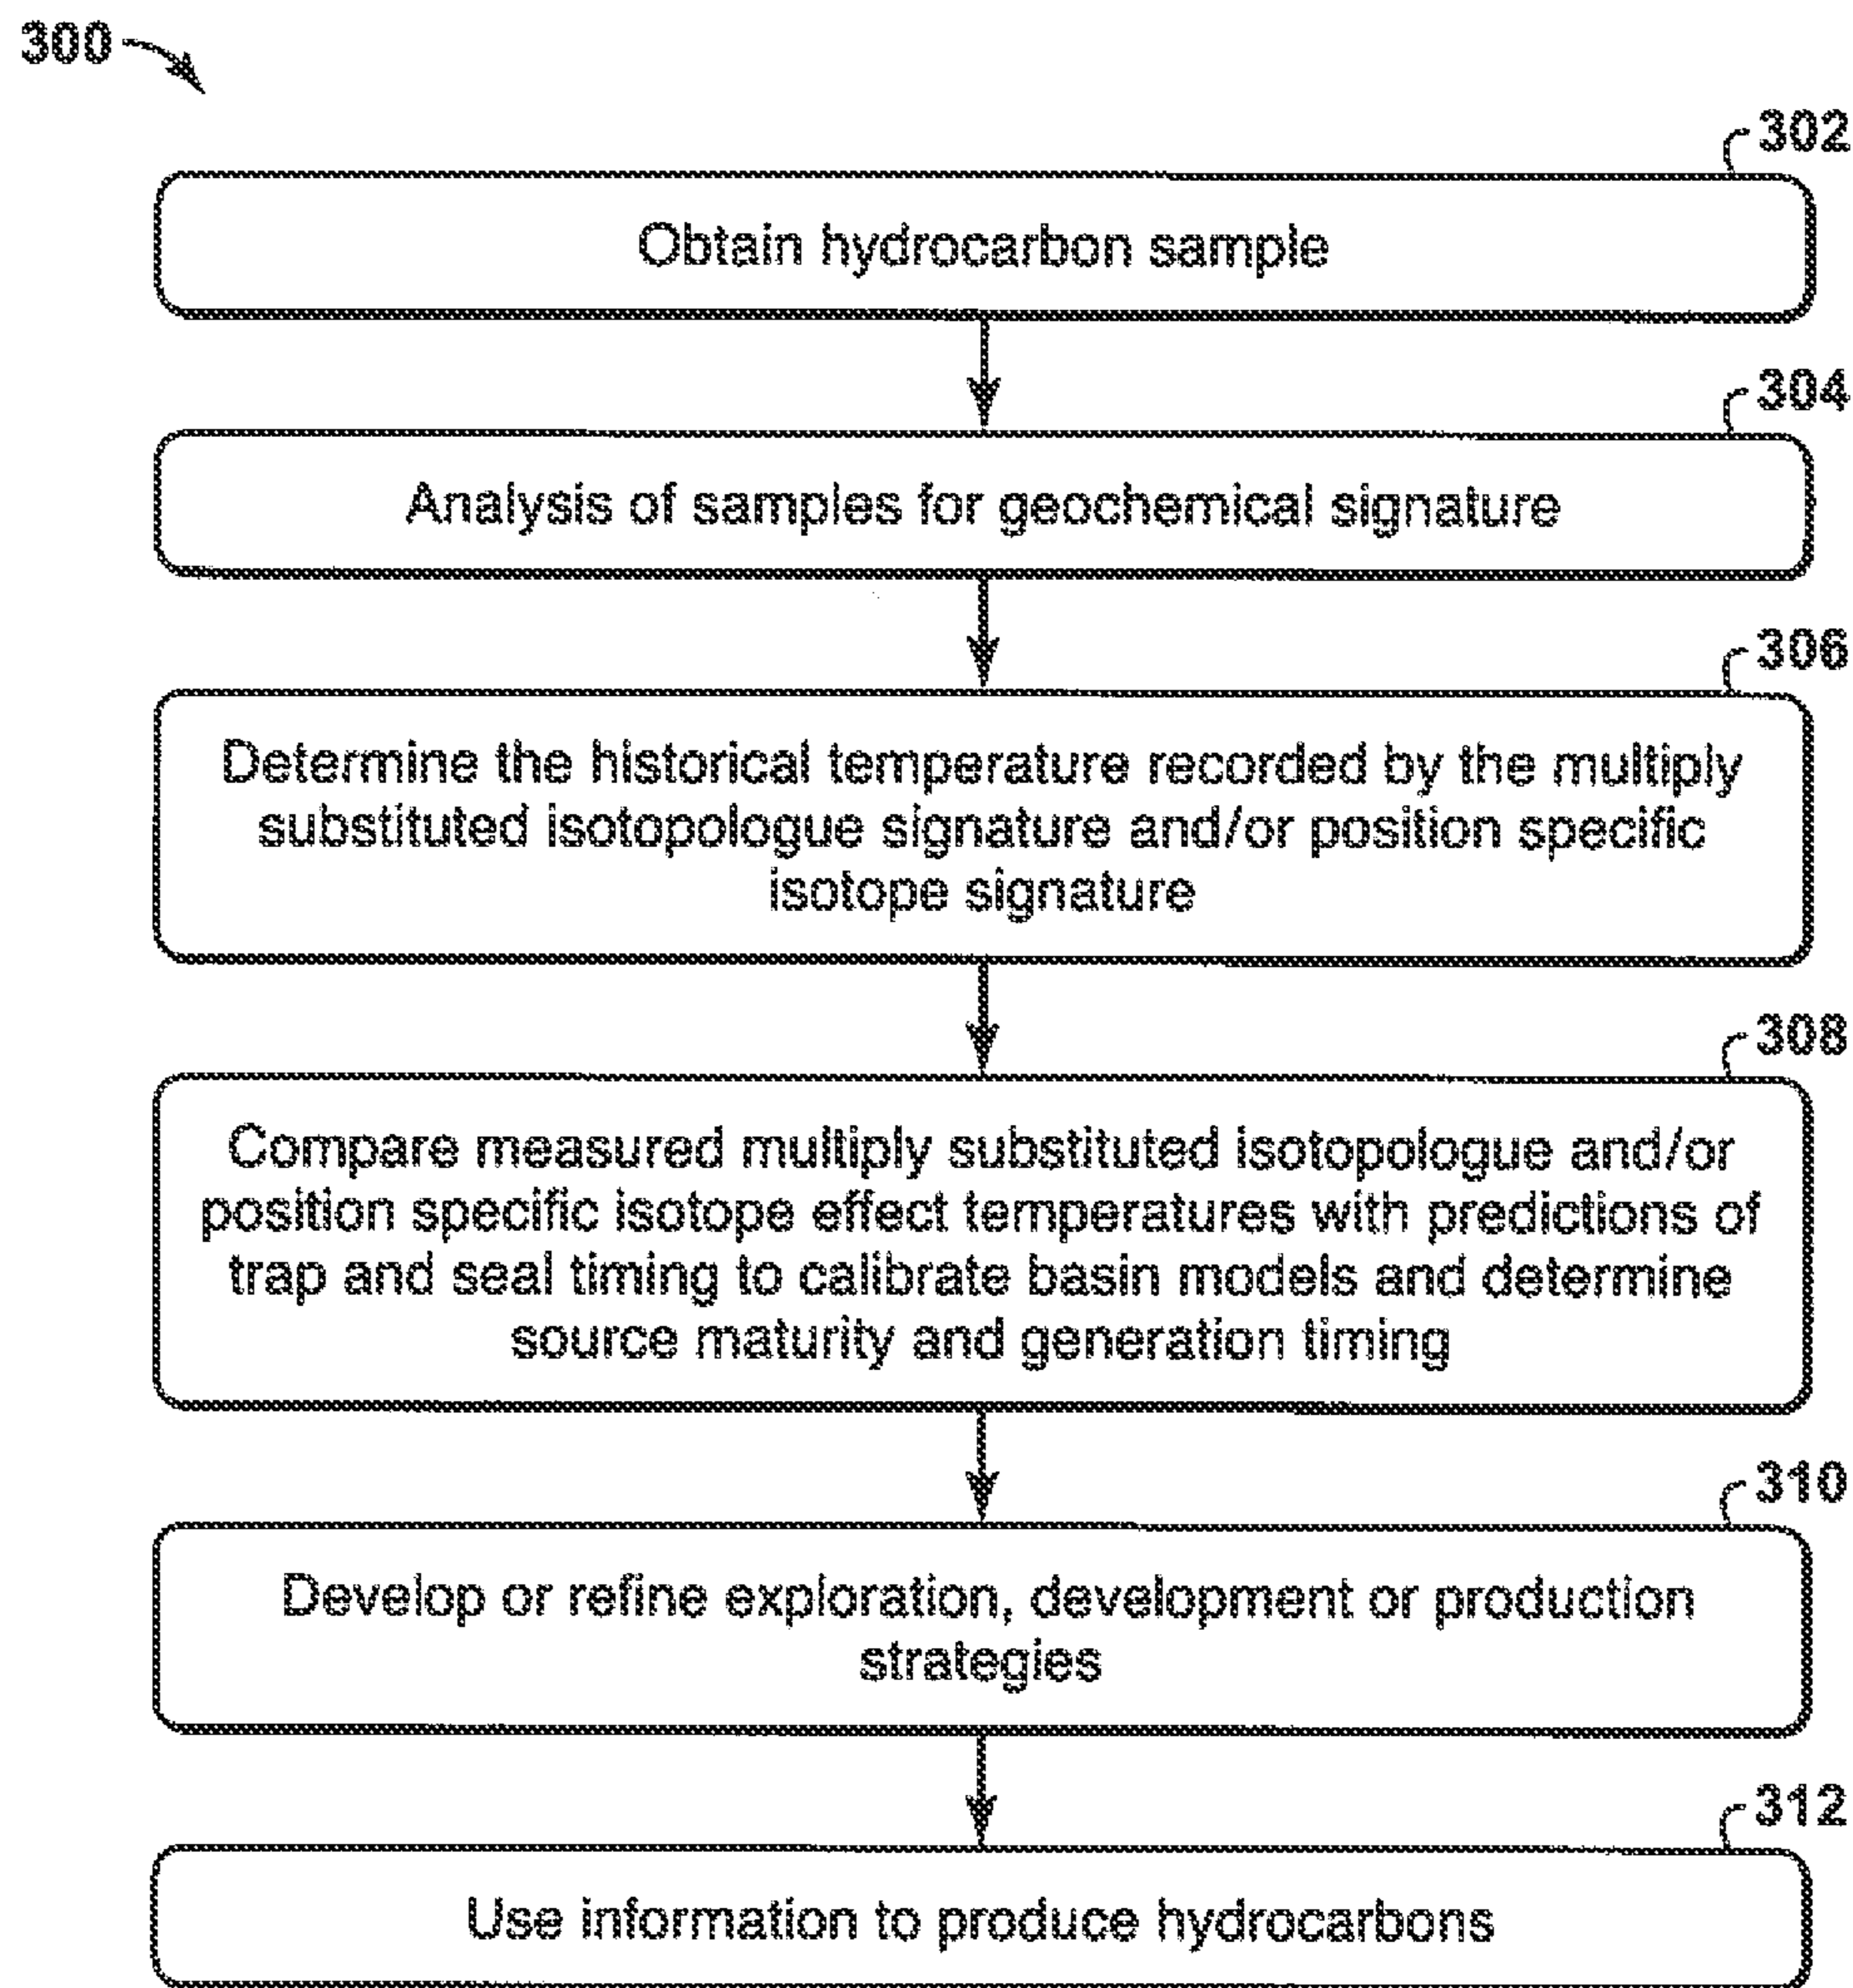 300
302
Obtain hydrocarbon sample
304
Analysis of samples for geochemical signature
306
Determine the historical temperature recorded by the multiply
substituted isotopologue signature and/or position specific
isotope signature
308
Compare measured multiply substituted isotopologue and/or
position specific isotope effect temperatures with predictions of
trap and seal timing to calibrate basin models and determine
source maturity and generation timing
310
Develop or refine exploration, development or production
strategies
312
Use information to produce hydrocarbons